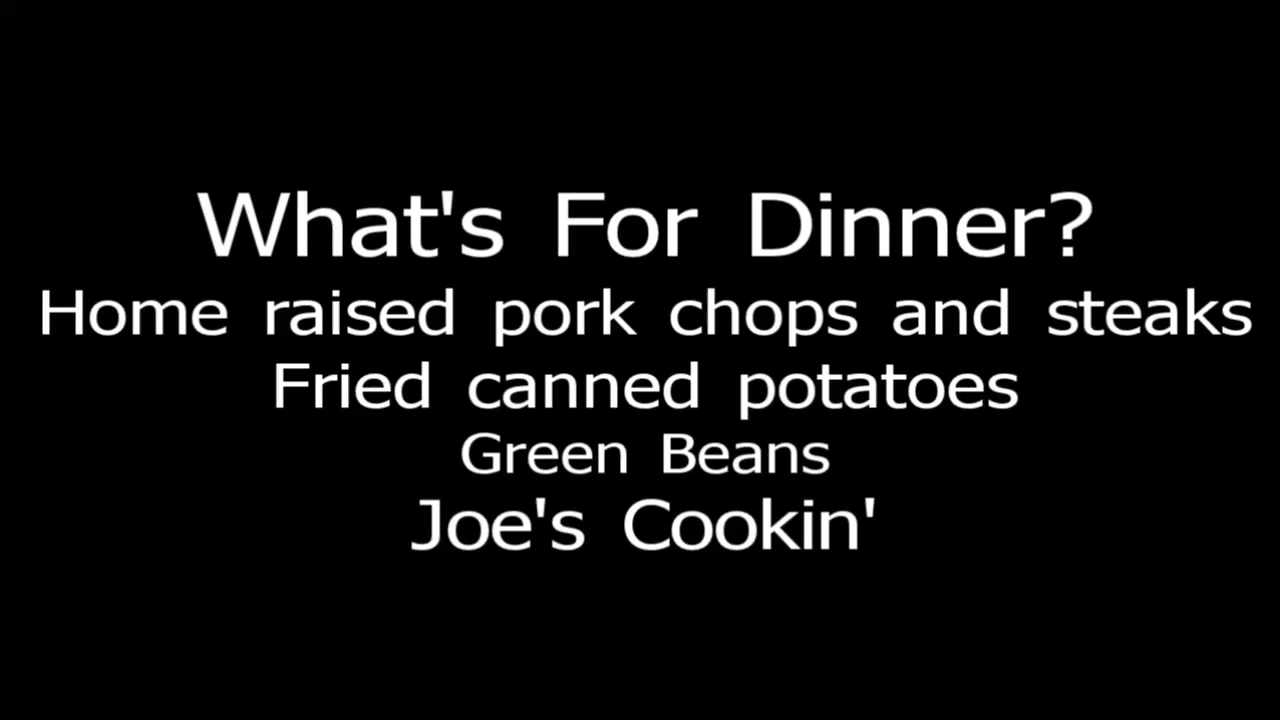 What's For Dinner?
Home raised pork chops and steaks
Fried canned potatoes
Green Beans
Joe's Cookin'